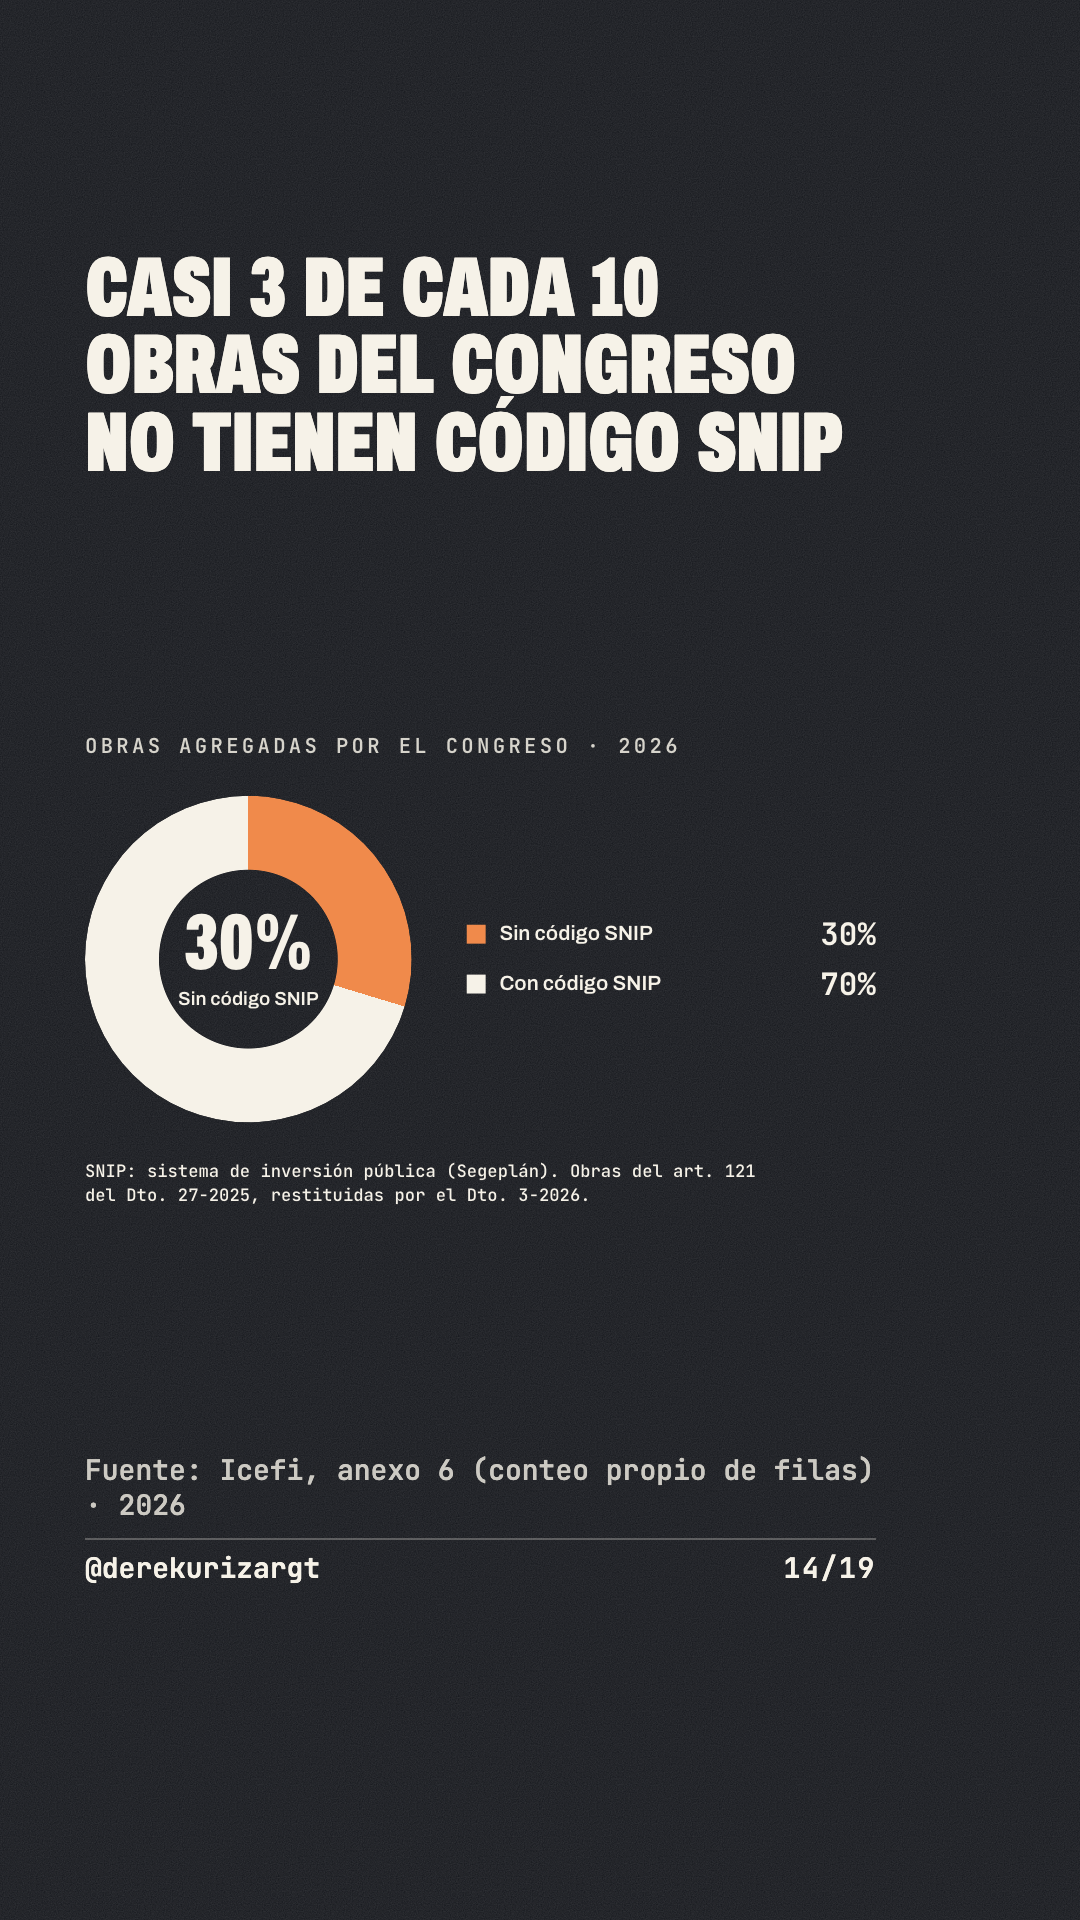 CASI 3 DE CADA 10
OBRAS DEL CONGRESO
NO TIENEN CÓDIGO SNIP
OBRAS AGREGADAS POR EL CONGRESO · 2026
30%
Sin código SNIP
Sin código SNIP 30%
Con código SNIP 70%
SNIP: sistema de inversión pública (Segeplán). Obras del art. 121
del Dto. 27-2025, restituidas por el Dto. 3-2026.
Fuente: Icefi, anexo 6 (conteo propio de filas)
· 2026
@derekurizargt 14/19